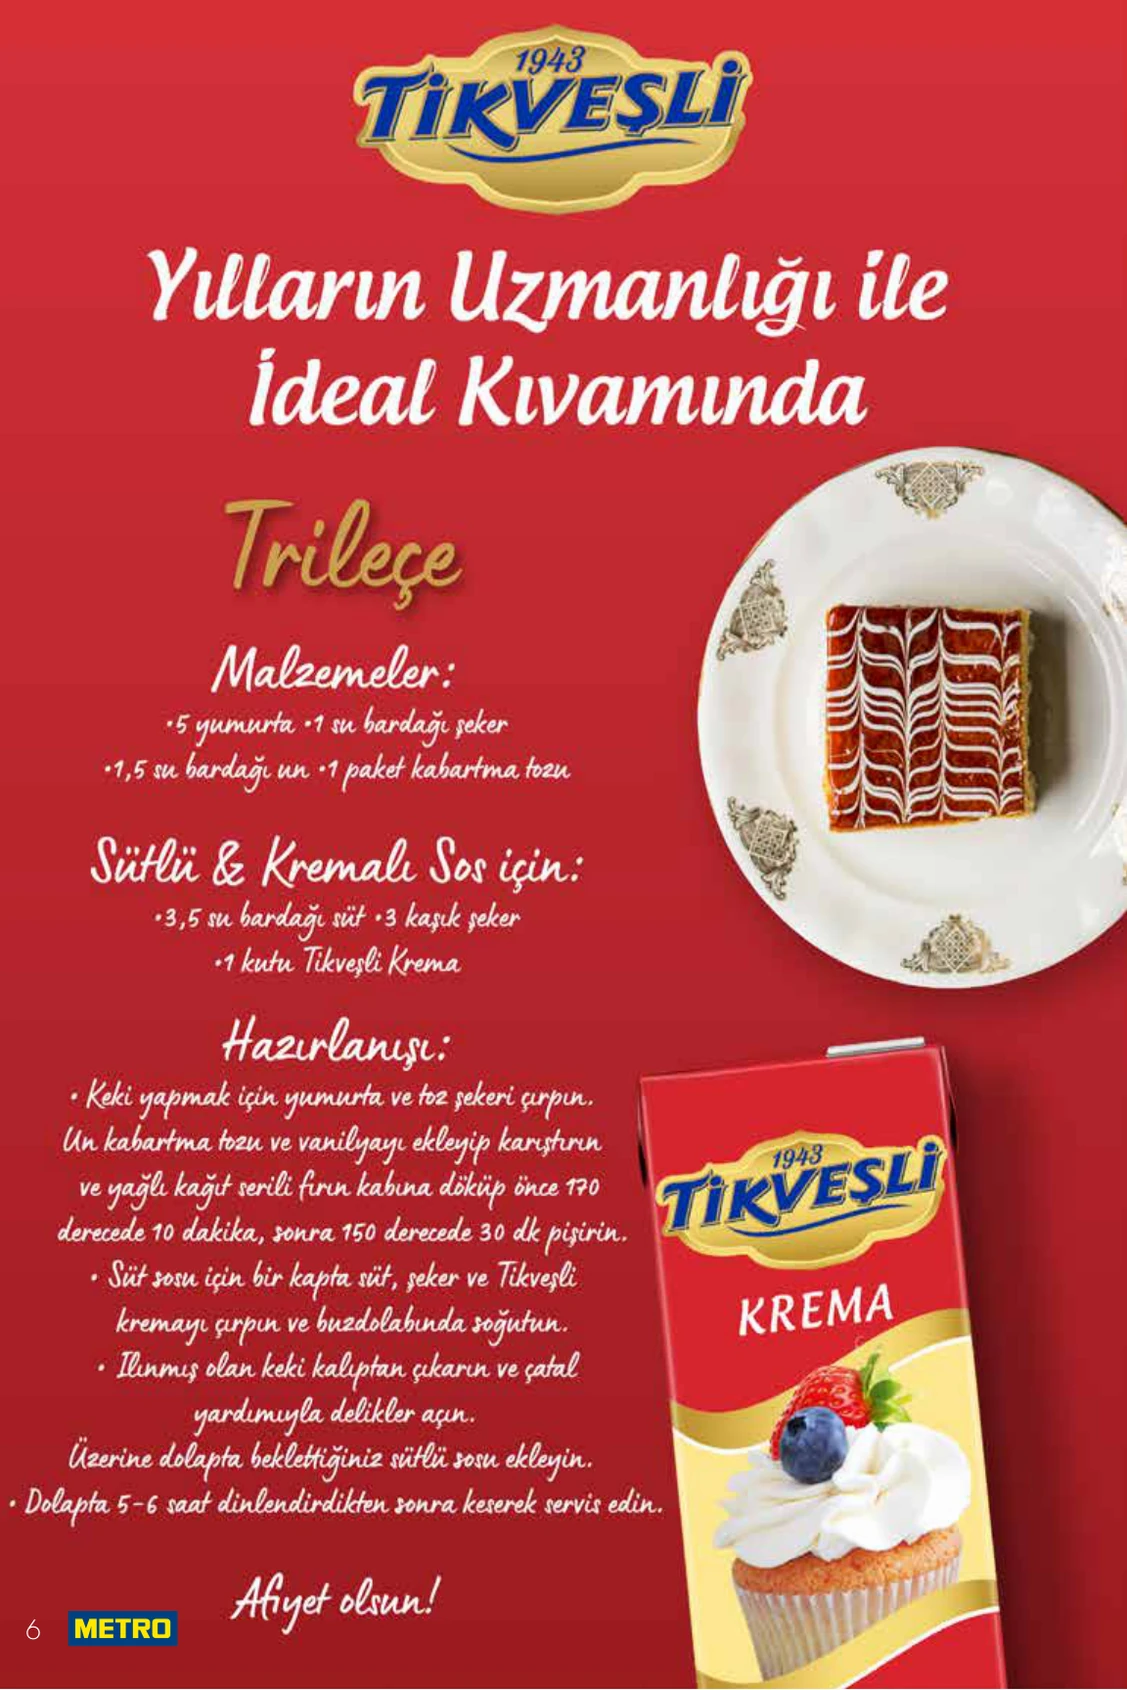 1943
TİKVEŞLİ
Yılların Uzmanlığı ile
İdeal Kıvamında
Trileçe
Malzemeler:
•5 yumurta •1 su bardağı şeker
•1,5 su bardağı un •1 paket kabartma tozu
Sütlü & Kremalı Sos için:
•3,5 su bardağı süt •3 kaşık şeker
•1 kutu Tikveşli Krema
Hazırlanışı:
• Keki yapmak için yumurta ve toz şekeri çırpın.
Un kabartma tozu ve vanilyayı ekleyip karıştırın
ve yağlı kağıt serili fırın kabına döküp önce 170
derecede 10 dakika, sonra 150 derecede 30 dk pişirin.
• Süt sosu için bir kapta süt, şeker ve Tikveşli
kremayı çırpın ve buzdolabında soğutun.
• Ilınmış olan keki kalıptan çıkarın ve çatal
yardımıyla delikler açın.
Üzerine dolapta beklettiğiniz sütlü sosu ekleyin.
• Dolapta 5-6 saat dinlendirdikten sonra keserek servis edin.
Afiyet olsun!
1943
TİKVEŞLİ
KREMA
6 METRO